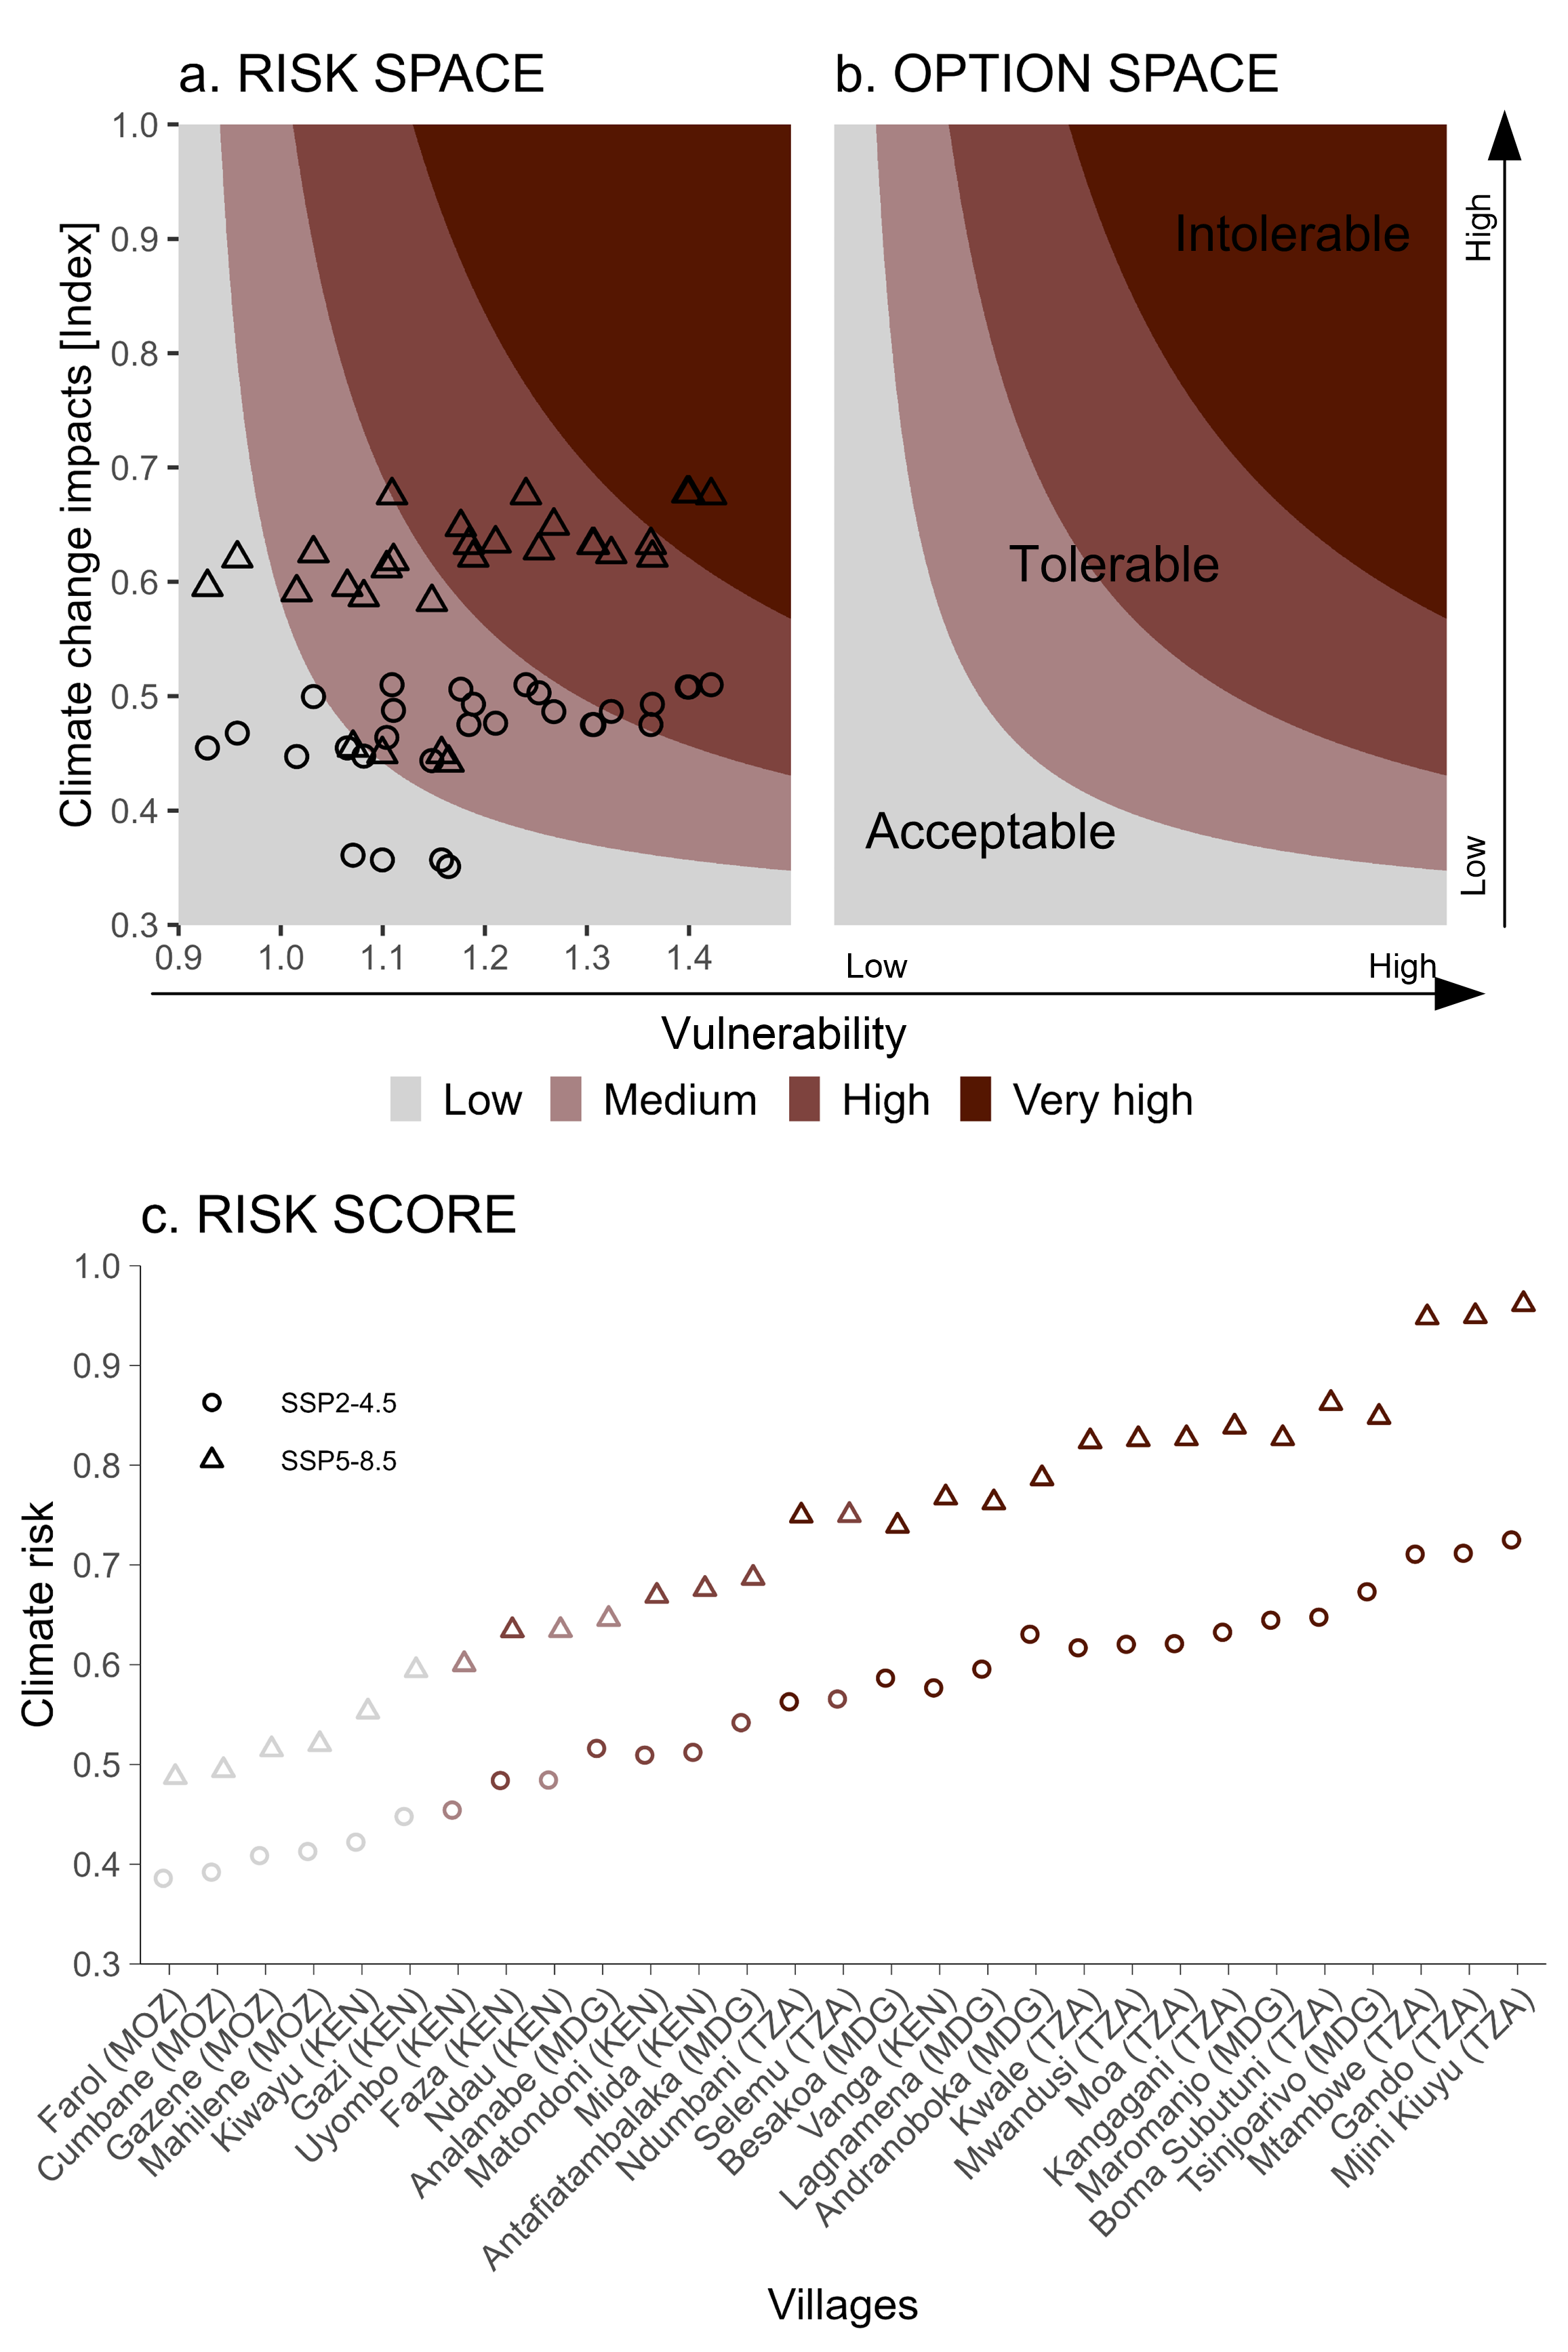 a. RISK SPACE
b. OPTION SPACE
Climate change impacts [Index]
1.0
0.9
0.8
0.7
0.6
0.5
0.4
0.3
0.9 1.0 1.1 1.2 1.3 1.4
Intolerable
Tolerable
Acceptable
High
Low
Low High
Vulnerability
Low Medium High Very high
c. RISK SCORE
Climate risk
1.0
0.9
0.8
0.7
0.6
0.5
0.4
0.3
SSP2-4.5
SSP5-8.5
Farol (MOZ)
Cumbane (MOZ)
Gazene (MOZ)
Mahilene (MOZ)
Kiwayu (KEN)
Gazi (KEN)
Uyombo (KEN)
Faza (KEN)
Ndau (KEN)
Analanabe (MDG)
Matondoni (KEN)
Mida (KEN)
Antafiatambalaka (MDG)
Ndumbani (TZA)
Selemu (TZA)
Besakoa (MDG)
Vanga (KEN)
Lagnamena (MDG)
Andranoboka (MDG)
Kwale (TZA)
Mwandusi (TZA)
Moa (TZA)
Kangagani (TZA)
Maromanjo (MDG)
Boma Subutuni (TZA)
Tsinjoarivo (MDG)
Mtambwe (TZA)
Gando (TZA)
Mjini Kiuyu (TZA)
Villages